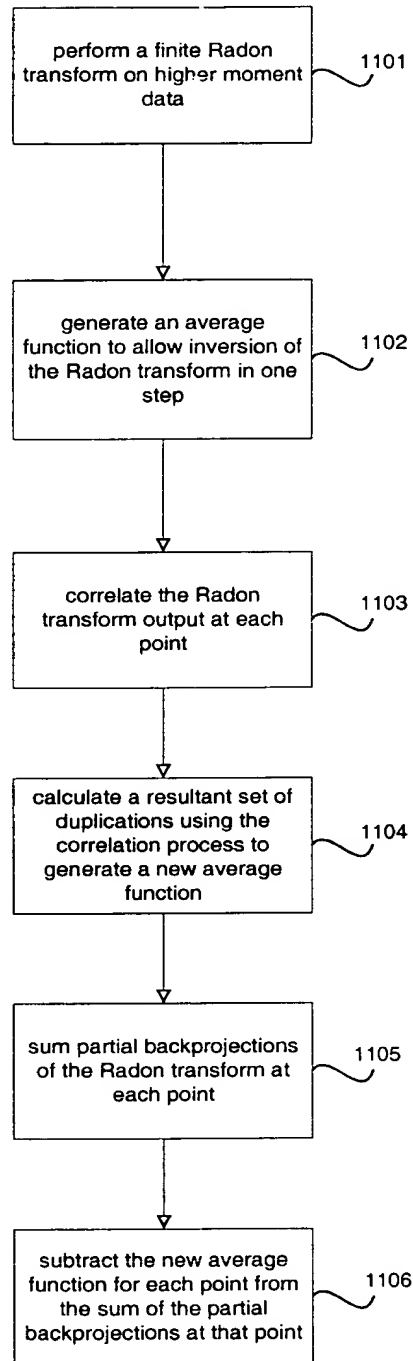 perform a finite Radon
transform on higher moment
data
1101
generate an average
function to allow inversion of
the Radon transform in one
step
1102
correlate the Radon
transform output at each
point
1103
calculate a resultant set of
duplications using the
correlation process to
generate a new average
function
1104
sum partial backprojections
of the Radon transform at
each point
1105
subtract the new average
function for each point from
the sum of the partial
backprojections at that point
1106